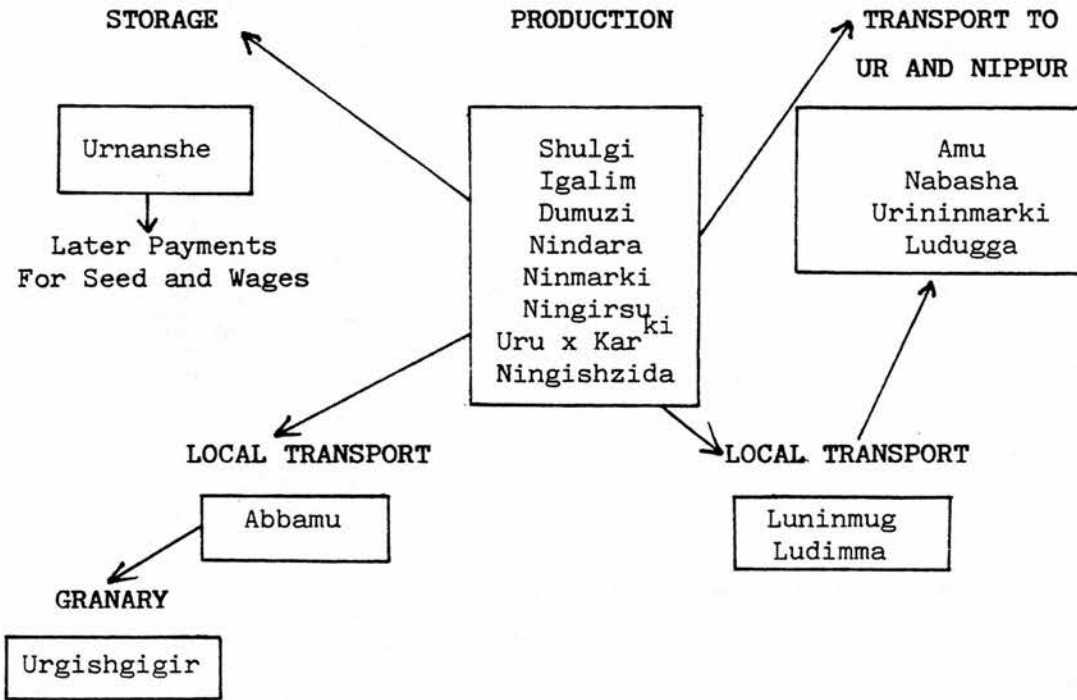 STORAGE
PRODUCTION
TRANSPORT TO
UR AND NIPPUR
Urnanshe
Later Payments
For Seed and Wages
Shulgi
Igalim
Dumuzi
Nindara
Ninmarki
Ningirsu
Uru x Kar ki
Ningishzida
Amu
Nabasha
Urininmarki
Ludugga
LOCAL TRANSPORT
Abbamu
LOCAL TRANSPORT
Luninmug
Ludimma
GRANARY
Urgishgigir